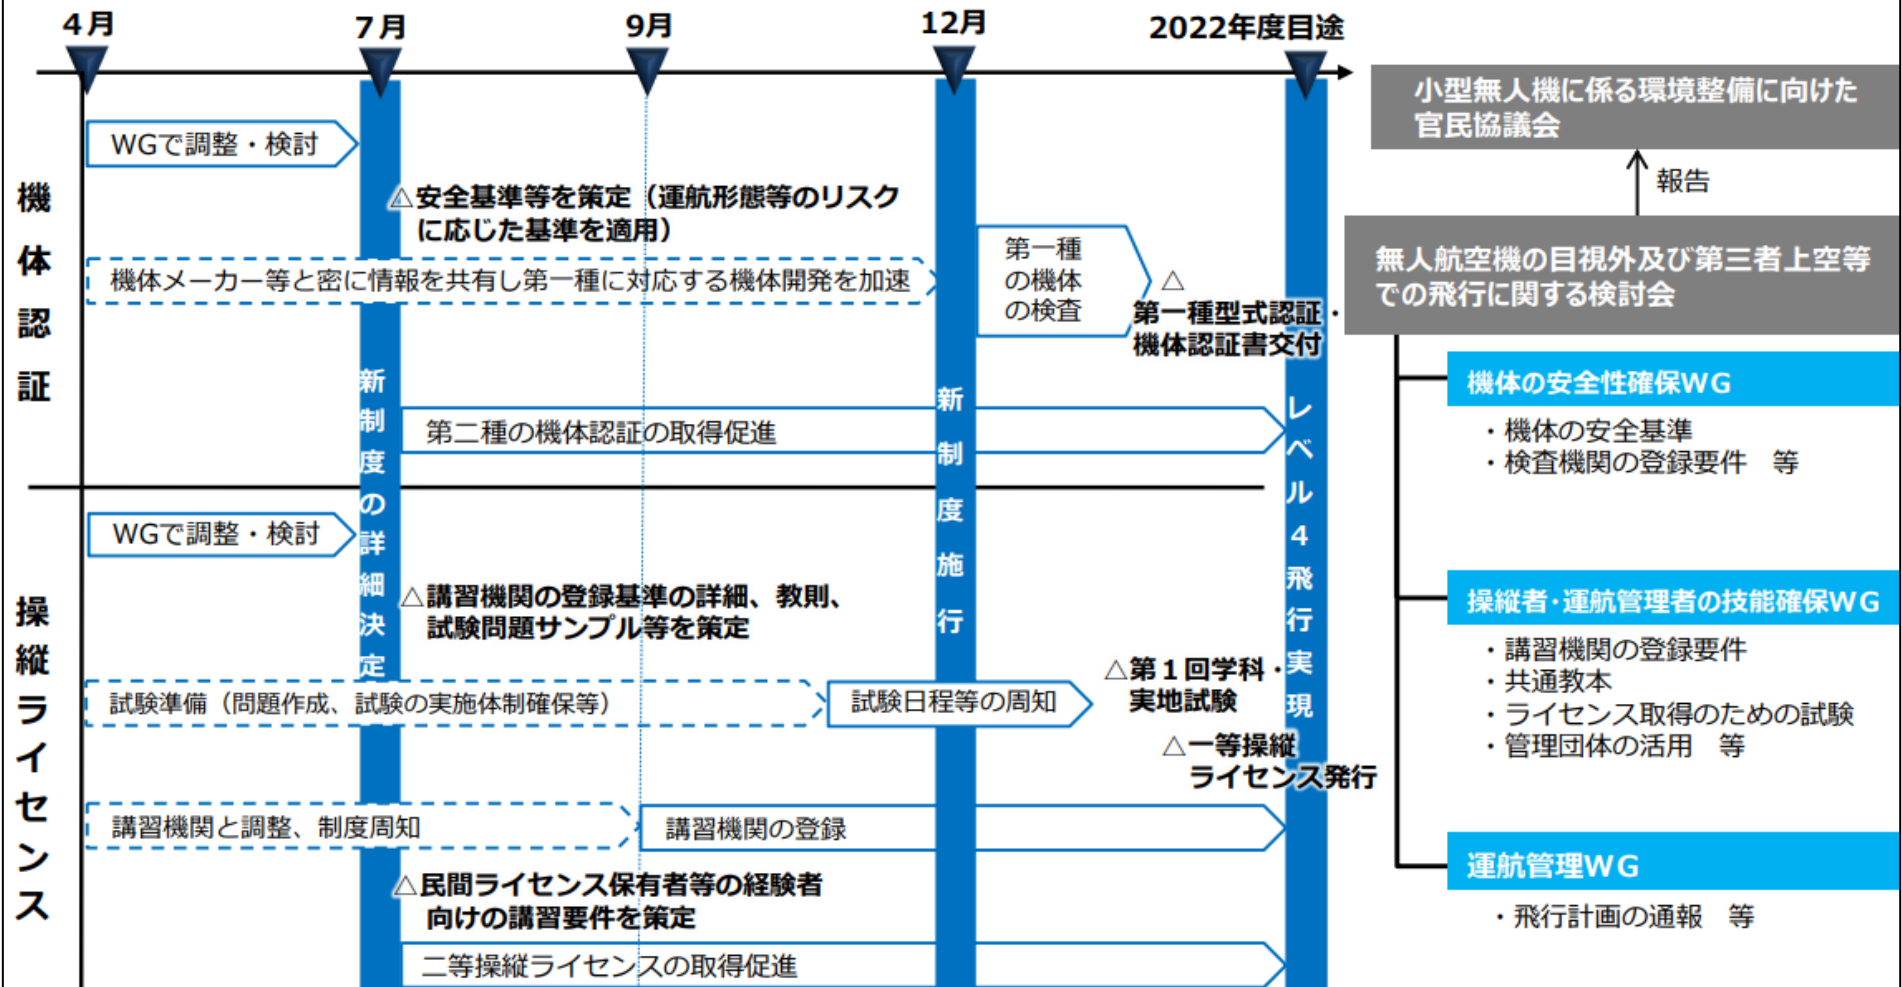 ４月
７月
9月
12月
2022年度目途
機体認証
WGで調整・検討
△安全基準等を策定（運航形態等のリスク
に応じた基準を適用）
機体メーカー等と密に情報を共有し第一種に対応する機体開発を加速
第一種
の機体
の検査
△
第一種型式認証・
機体認証書交付
第二種の機体認証の取得促進
新制度の詳細決定
新制度施行
レベル４飛行実現
操縦ライセンス
WGで調整・検討
△講習機関の登録基準の詳細、教則、
試験問題サンプル等を策定
試験準備（問題作成、試験の実施体制確保等）
試験日程等の周知
△第１回学科・
実地試験
△一等操縦
ライセンス発行
講習機関と調整、制度周知
講習機関の登録
△民間ライセンス保有者等の経験者
向けの講習要件を策定
二等操縦ライセンスの取得促進
小型無人機に係る環境整備に向けた
官民協議会
報告
無人航空機の目視外及び第三者上空等
での飛行に関する検討会
機体の安全性確保ＷＧ
・機体の安全基準
・検査機関の登録要件　等
操縦者・運航管理者の技能確保ＷＧ
・講習機関の登録要件
・共通教本
・ライセンス取得のための試験
・管理団体の活用　等
運航管理ＷＧ
・飛行計画の通報　等